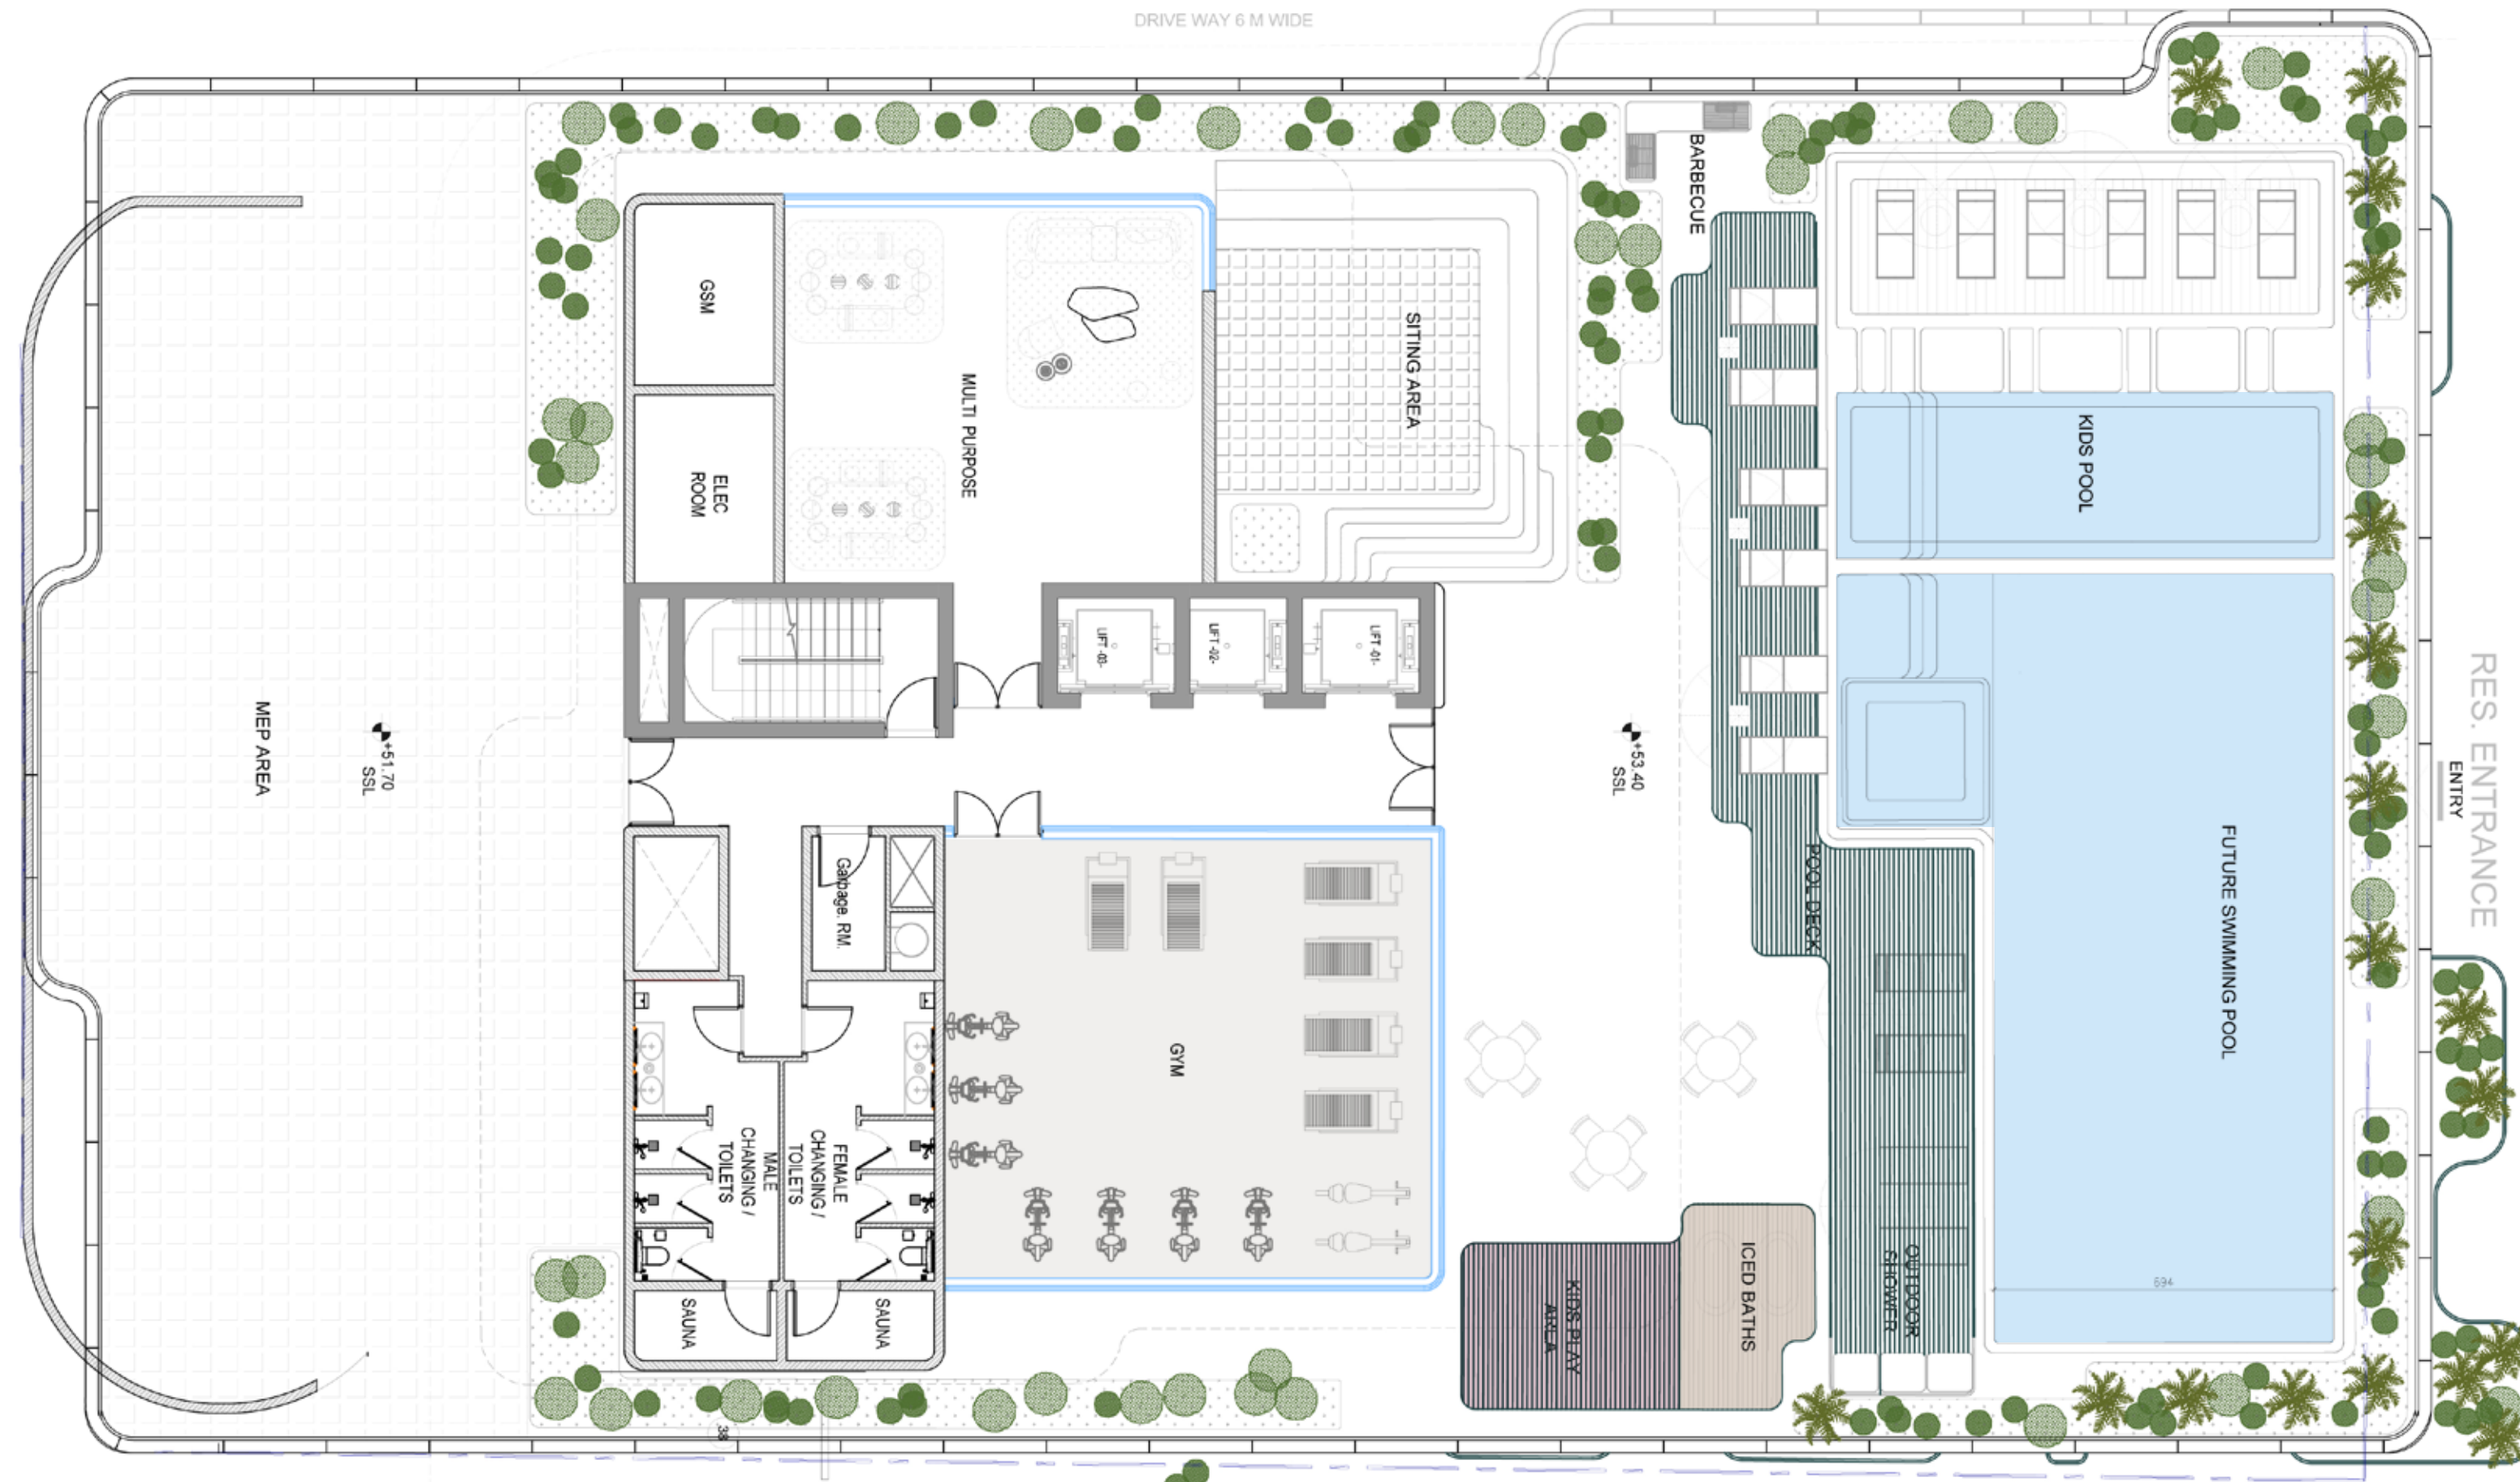 DRIVE WAY 6 M WIDE
BARBECUE
GSM
ELEC
ROOM
MULTI PURPOSE
SITING AREA
KIDS POOL
LIFT -03-
LIFT -02-
LIFT -01-
MEP AREA
+51.70
SSL
+53.40
SSL
RES. ENTRANCE
ENTRY
Garbage. RM.
POOL DECK
FUTURE SWIMMING POOL
GYM
MALE
CHANGING /
TOILETS
FEMALE
CHANGING /
TOILETS
SAUNA
SAUNA
KIDS PLAY
AREA
ICED BATHS
OUTDOOR
SHOWER
694
38